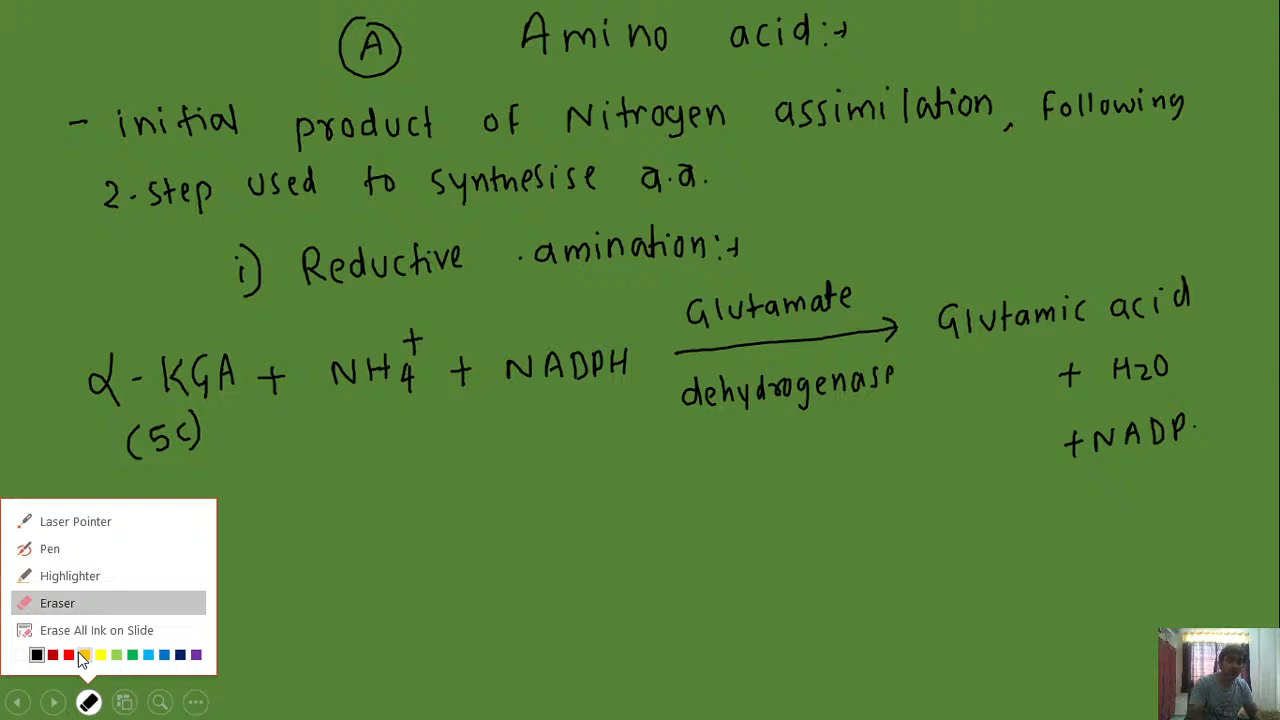 A Amino acid:→
- initial product of Nitrogen assimilation, following
2-step used to synthesise a.a.
i) Reductive amination:→
α-KGA + NH4+ + NADPH Glutamate dehydrogenase → Glutamic acid
(5C)
+ H2O
+ NADP.
Laser Pointer
Pen
Highlighter
Eraser
Erase All Ink on Slide